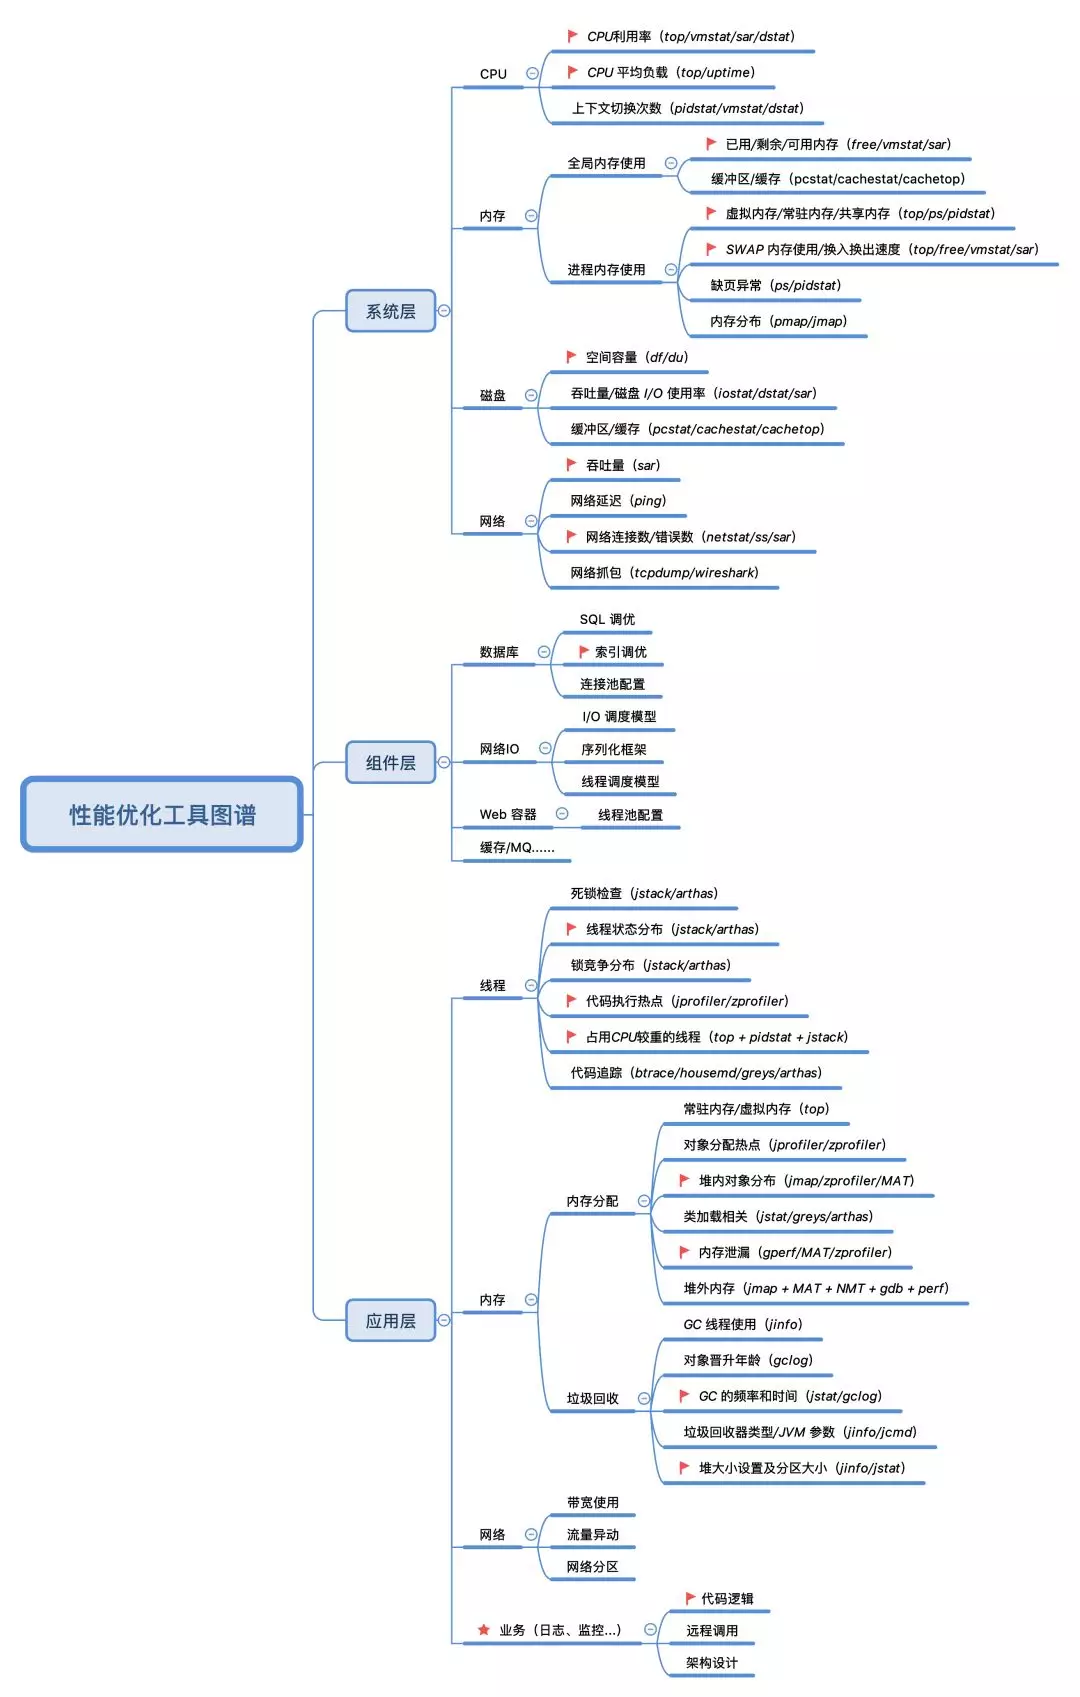 性能优化工具图谱
系统层
CPU
CPU利用率（top/vmstat/sar/dstat）
CPU 平均负载（top/uptime）
上下文切换次数（pidstat/vmstat/dstat）
内存
全局内存使用
已用/剩余/可用内存（free/vmstat/sar）
缓冲区/缓存（pcstat/cachestat/cachetop）
进程内存使用
虚拟内存/常驻内存/共享内存（top/ps/pidstat）
SWAP 内存使用/换入换出速度（top/free/vmstat/sar）
缺页异常（ps/pidstat）
内存分布（pmap/jmap）
磁盘
空间容量（df/du）
吞吐量/磁盘 I/O 使用率（iostat/dstat/sar）
缓冲区/缓存（pcstat/cachestat/cachetop）
网络
吞吐量（sar）
网络延迟（ping）
网络连接数/错误数（netstat/ss/sar）
网络抓包（tcpdump/wireshark）
组件层
数据库
SQL 调优
索引调优
连接池配置
网络IO
I/O 调度模型
序列化框架
线程调度模型
Web 容器
线程池配置
缓存/MQ......
应用层
线程
死锁检查（jstack/arthas）
线程状态分布（jstack/arthas）
锁竞争分布（jstack/arthas）
代码执行热点（jprofiler/zprofiler）
占用CPU较重的线程（top + pidstat + jstack）
代码追踪（btrace/housemd/greys/arthas）
内存
内存分配
常驻内存/虚拟内存（top）
对象分配热点（jprofiler/zprofiler）
堆内对象分布（jmap/zprofiler/MAT）
类加载相关（jstat/greys/arthas）
内存泄漏（gperf/MAT/zprofiler）
堆外内存（jmap + MAT + NMT + gdb + perf）
垃圾回收
GC 线程使用（jinfo）
对象晋升年龄（gclog）
GC 的频率和时间（jstat/gclog）
垃圾回收器类型/JVM 参数（jinfo/jcmd）
堆大小设置及分区大小（jinfo/jstat）
网络
带宽使用
流量异动
网络分区
业务（日志、监控...）
代码逻辑
远程调用
架构设计